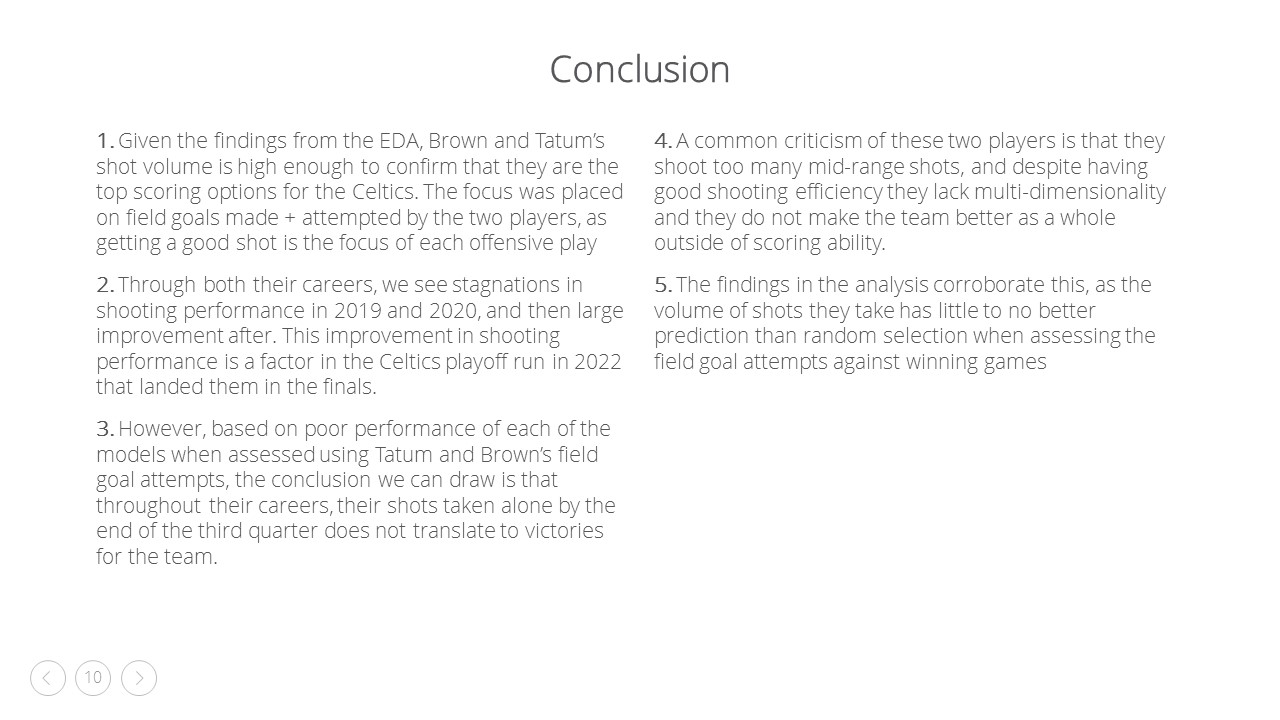 Conclusion
1. Given the findings from the EDA, Brown and Tatum’s
shot volume is high enough to confirm that they are the
top scoring options for the Celtics. The focus was placed
on field goals made + attempted by the two players, as
getting a good shot is the focus of each offensive play
2. Through both their careers, we see stagnations in
shooting performance in 2019 and 2020, and then large
improvement after. This improvement in shooting
performance is a factor in the Celtics playoff run in 2022
that landed them in the finals.
3. However, based on poor performance of each of the
models when assessed using Tatum and Brown’s field
goal attempts, the conclusion we can draw is that
throughout their careers, their shots taken alone by the
end of the third quarter does not translate to victories
for the team.
4. A common criticism of these two players is that they
shoot too many mid-range shots, and despite having
good shooting efficiency they lack multi-dimensionality
and they do not make the team better as a whole
outside of scoring ability.
5. The findings in the analysis corroborate this, as the
volume of shots they take has little to no better
prediction than random selection when assessing the
field goal attempts against winning games
10